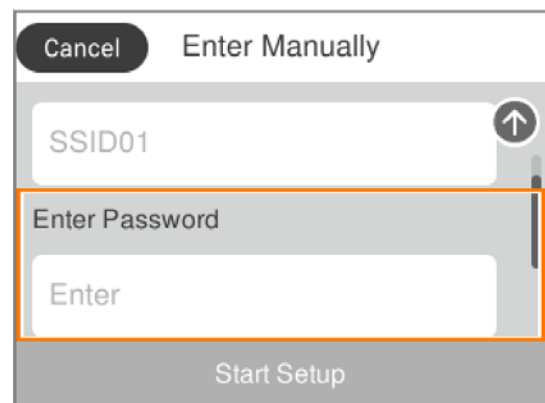 Cancel Enter Manually
SSID01
Enter Password
Enter
Start Setup